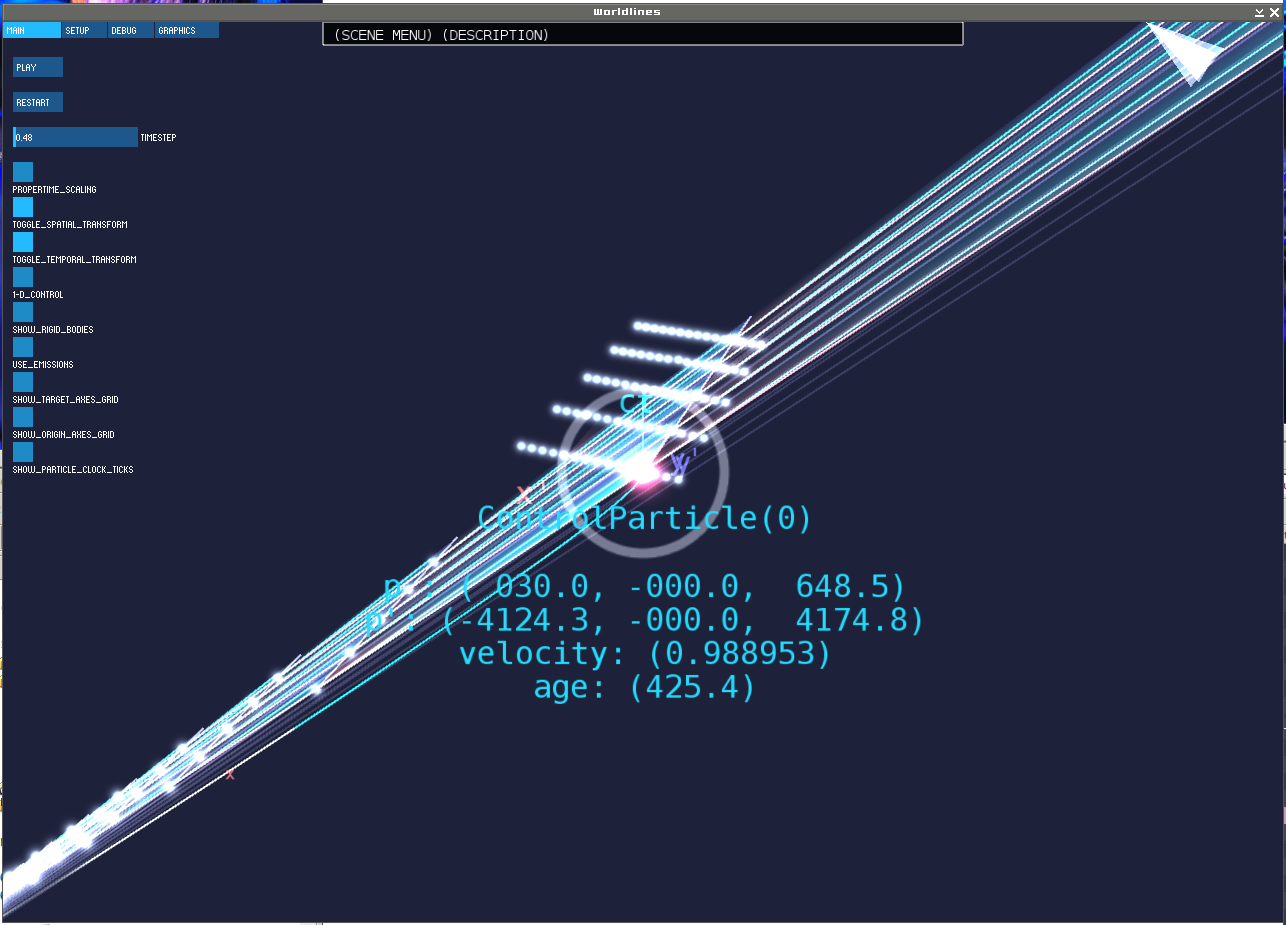 Worldlines
MAIN SETUP DEBUG GRAPHICS
(SCENE MENU) (DESCRIPTION)
PLAY
RESTART
0.48 TIMESTEP
PROPERTIME_SCALING
TOGGLE_SPATIAL_TRANSFORM
TOGGLE_TEMPORAL_TRANSFORM
1-D_CONTROL
SHOW_RIGID_BODIES
USE_EMISSIONS
SHOW_TARGET_AXES_GRID
SHOW_ORIGIN_AXES_GRID
SHOW_PARTICLE_CLOCK_TICKS
ct
y'
x'
ControlParticle(0)
p : ( 030.0, -000.0, 648.5)
p': (-4124.3, -000.0, 4174.8)
velocity: (0.988953)
age: (425.4)
x